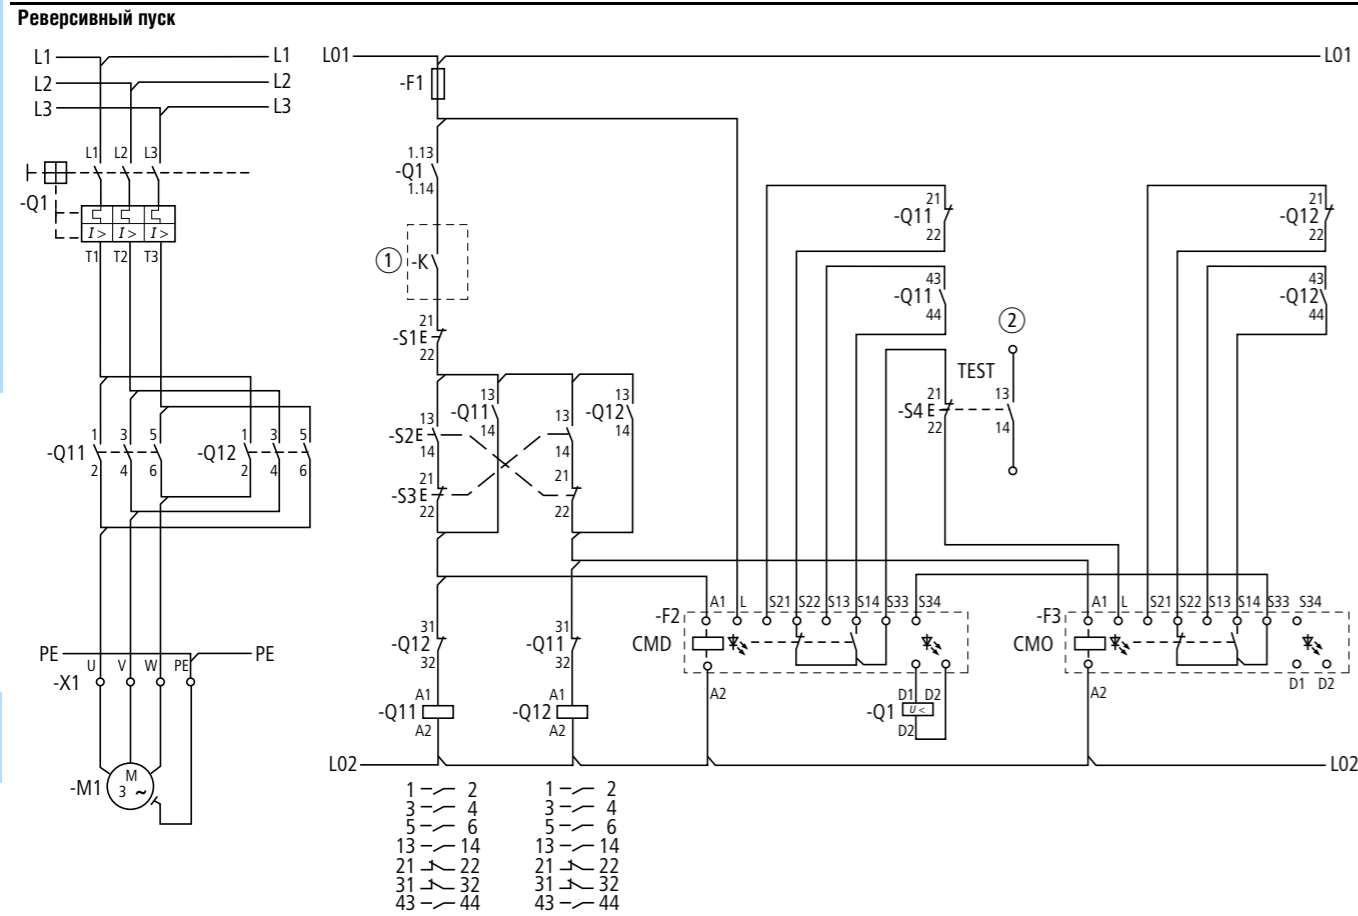 Реверсивный пуск
L1 L1
L2 L2
L3 L3
L1 L2 L3
-Q1
I> I> I>
T1 T2 T3
1 3 5
-Q11
2 4 6
1 3 5
-Q12
2 4 6
PE PE
U V W PE
-X1
-M1
M
3 ~
L01 L01
-F1
1.13
-Q1
1.14
1
-K
21
-S1E
22
13
-S2E
14
21
-S3E
22
13
-Q11
14
13
14
21
22
13
-Q12
14
31
-Q12
32
31
-Q11
32
A1
-Q11
A2
A1
-Q12
A2
21
-Q11
22
43
-Q11
44
2
TEST
21
-S4 E
22
13
14
21
-Q12
22
43
-Q12
44
-F2
A1 L S21 S22 S13 S14 S33 S34
CMD
A2
D1 D2
-Q1
U<
D2
-F3
A1 L S21 S22 S13 S14 S33 S34
CMO
A2
D1 D2
L02 L02
1 2
3 4
5 6
13 14
21 22
31 32
43 44
1 2
3 4
5 6
13 14
21 22
31 32
43 44